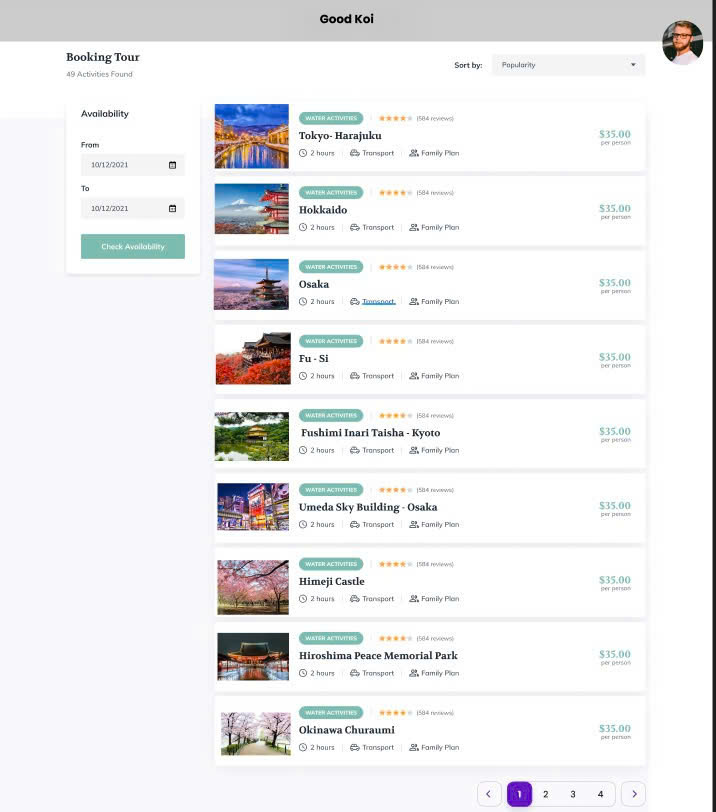 Good Koi
Booking Tour
49 Activities Found
Sort by:
Popularity
Availability
From
10/12/2021
To
10/12/2021
Check Availability
WATER ACTIVITIES (584 reviews)
Tokyo- Harajuku
2 hours Transport Family Plan
$35.00
per person
WATER ACTIVITIES (584 reviews)
Hokkaido
2 hours Transport Family Plan
$35.00
per person
WATER ACTIVITIES (584 reviews)
Osaka
2 hours Transport Family Plan
$35.00
per person
WATER ACTIVITIES (584 reviews)
Fu - Si
2 hours Transport Family Plan
$35.00
per person
WATER ACTIVITIES (584 reviews)
Fushimi Inari Taisha - Kyoto
2 hours Transport Family Plan
$35.00
per person
WATER ACTIVITIES (584 reviews)
Umeda Sky Building - Osaka
2 hours Transport Family Plan
$35.00
per person
WATER ACTIVITIES (584 reviews)
Himeji Castle
2 hours Transport Family Plan
$35.00
per person
WATER ACTIVITIES (584 reviews)
Hiroshima Peace Memorial Park
2 hours Transport Family Plan
$35.00
per person
WATER ACTIVITIES (584 reviews)
Okinawa Churaumi
2 hours Transport Family Plan
$35.00
per person
1 2 3 4